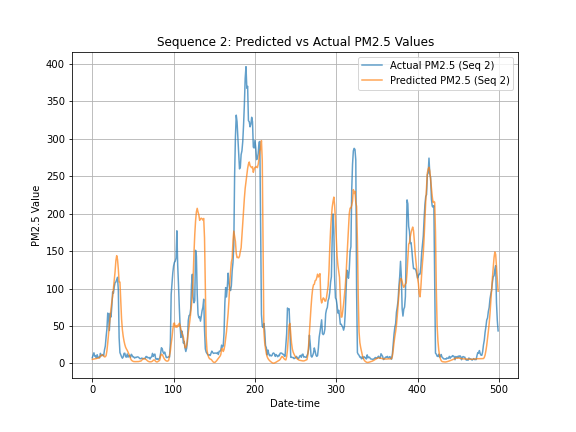 Sequence 2: Predicted vs Actual PM2.5 Values
Actual PM2.5 (Seq 2)
Predicted PM2.5 (Seq 2)
PM2.5 Value
400
350
300
250
200
150
100
50
0
0 100 200 300 400 500
Date-time